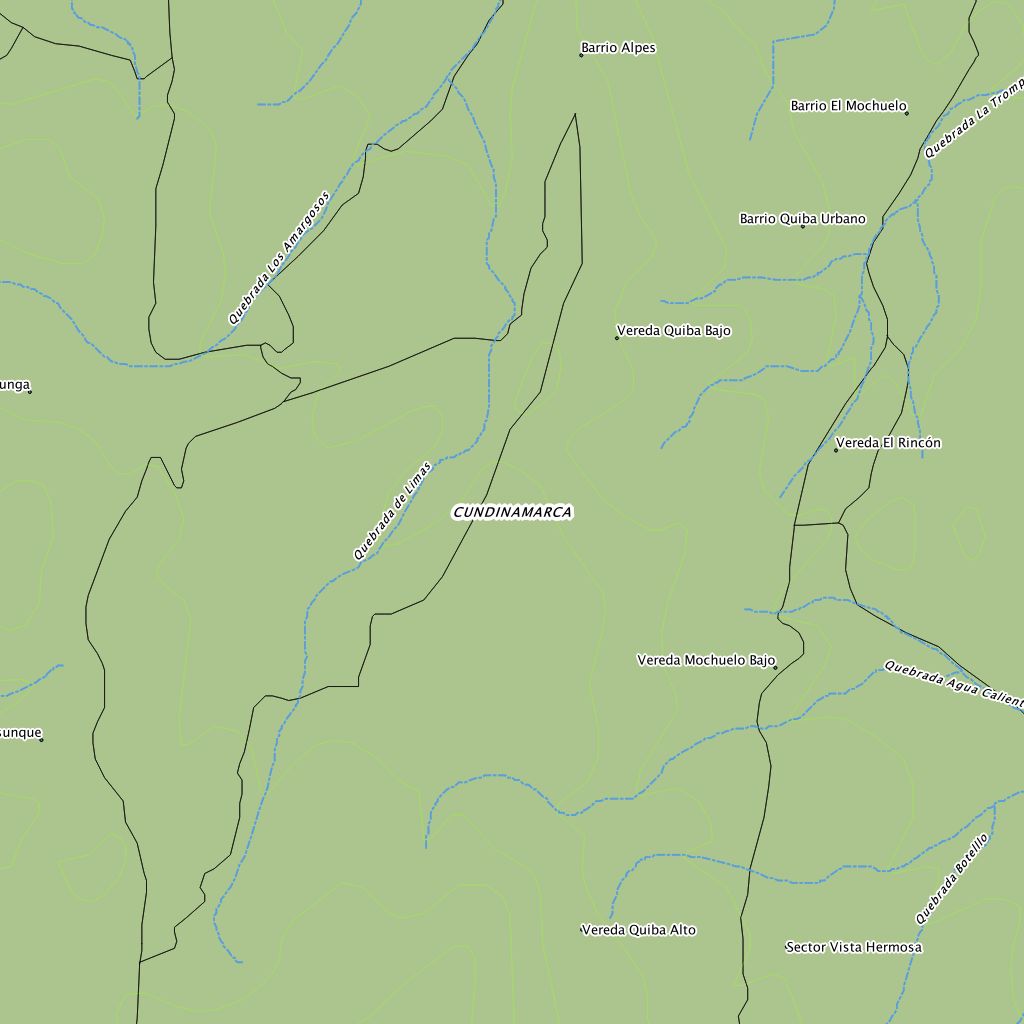 Barrio Alpes
Barrio El Mochuelo
Quebrada La Tromp
Barrio Quiba Urbano
Quebrada Los Amargosos
Vereda Quiba Bajo
unga
Vereda El Rincón
Quebrada de Limas
CUNDINAMARCA
Vereda Mochuelo Bajo
Quebrada Agua Calient
sunque
Quebrada Botelllo
Vereda Quiba Alto
Sector Vista Hermosa